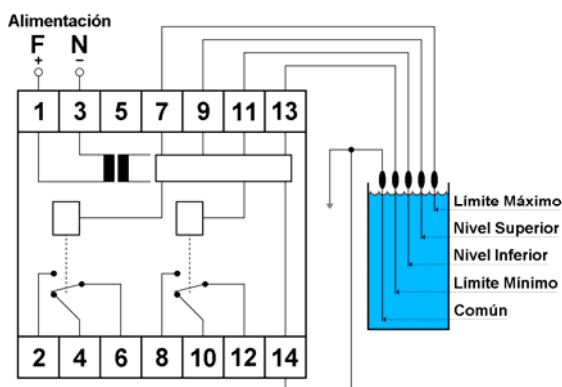 Alimentación
F N
+ −
1 3 5 7 9 11 13
Límite Máximo
Nivel Superior
Nivel Inferior
Límite Mínimo
Común
2 4 6 8 10 12 14